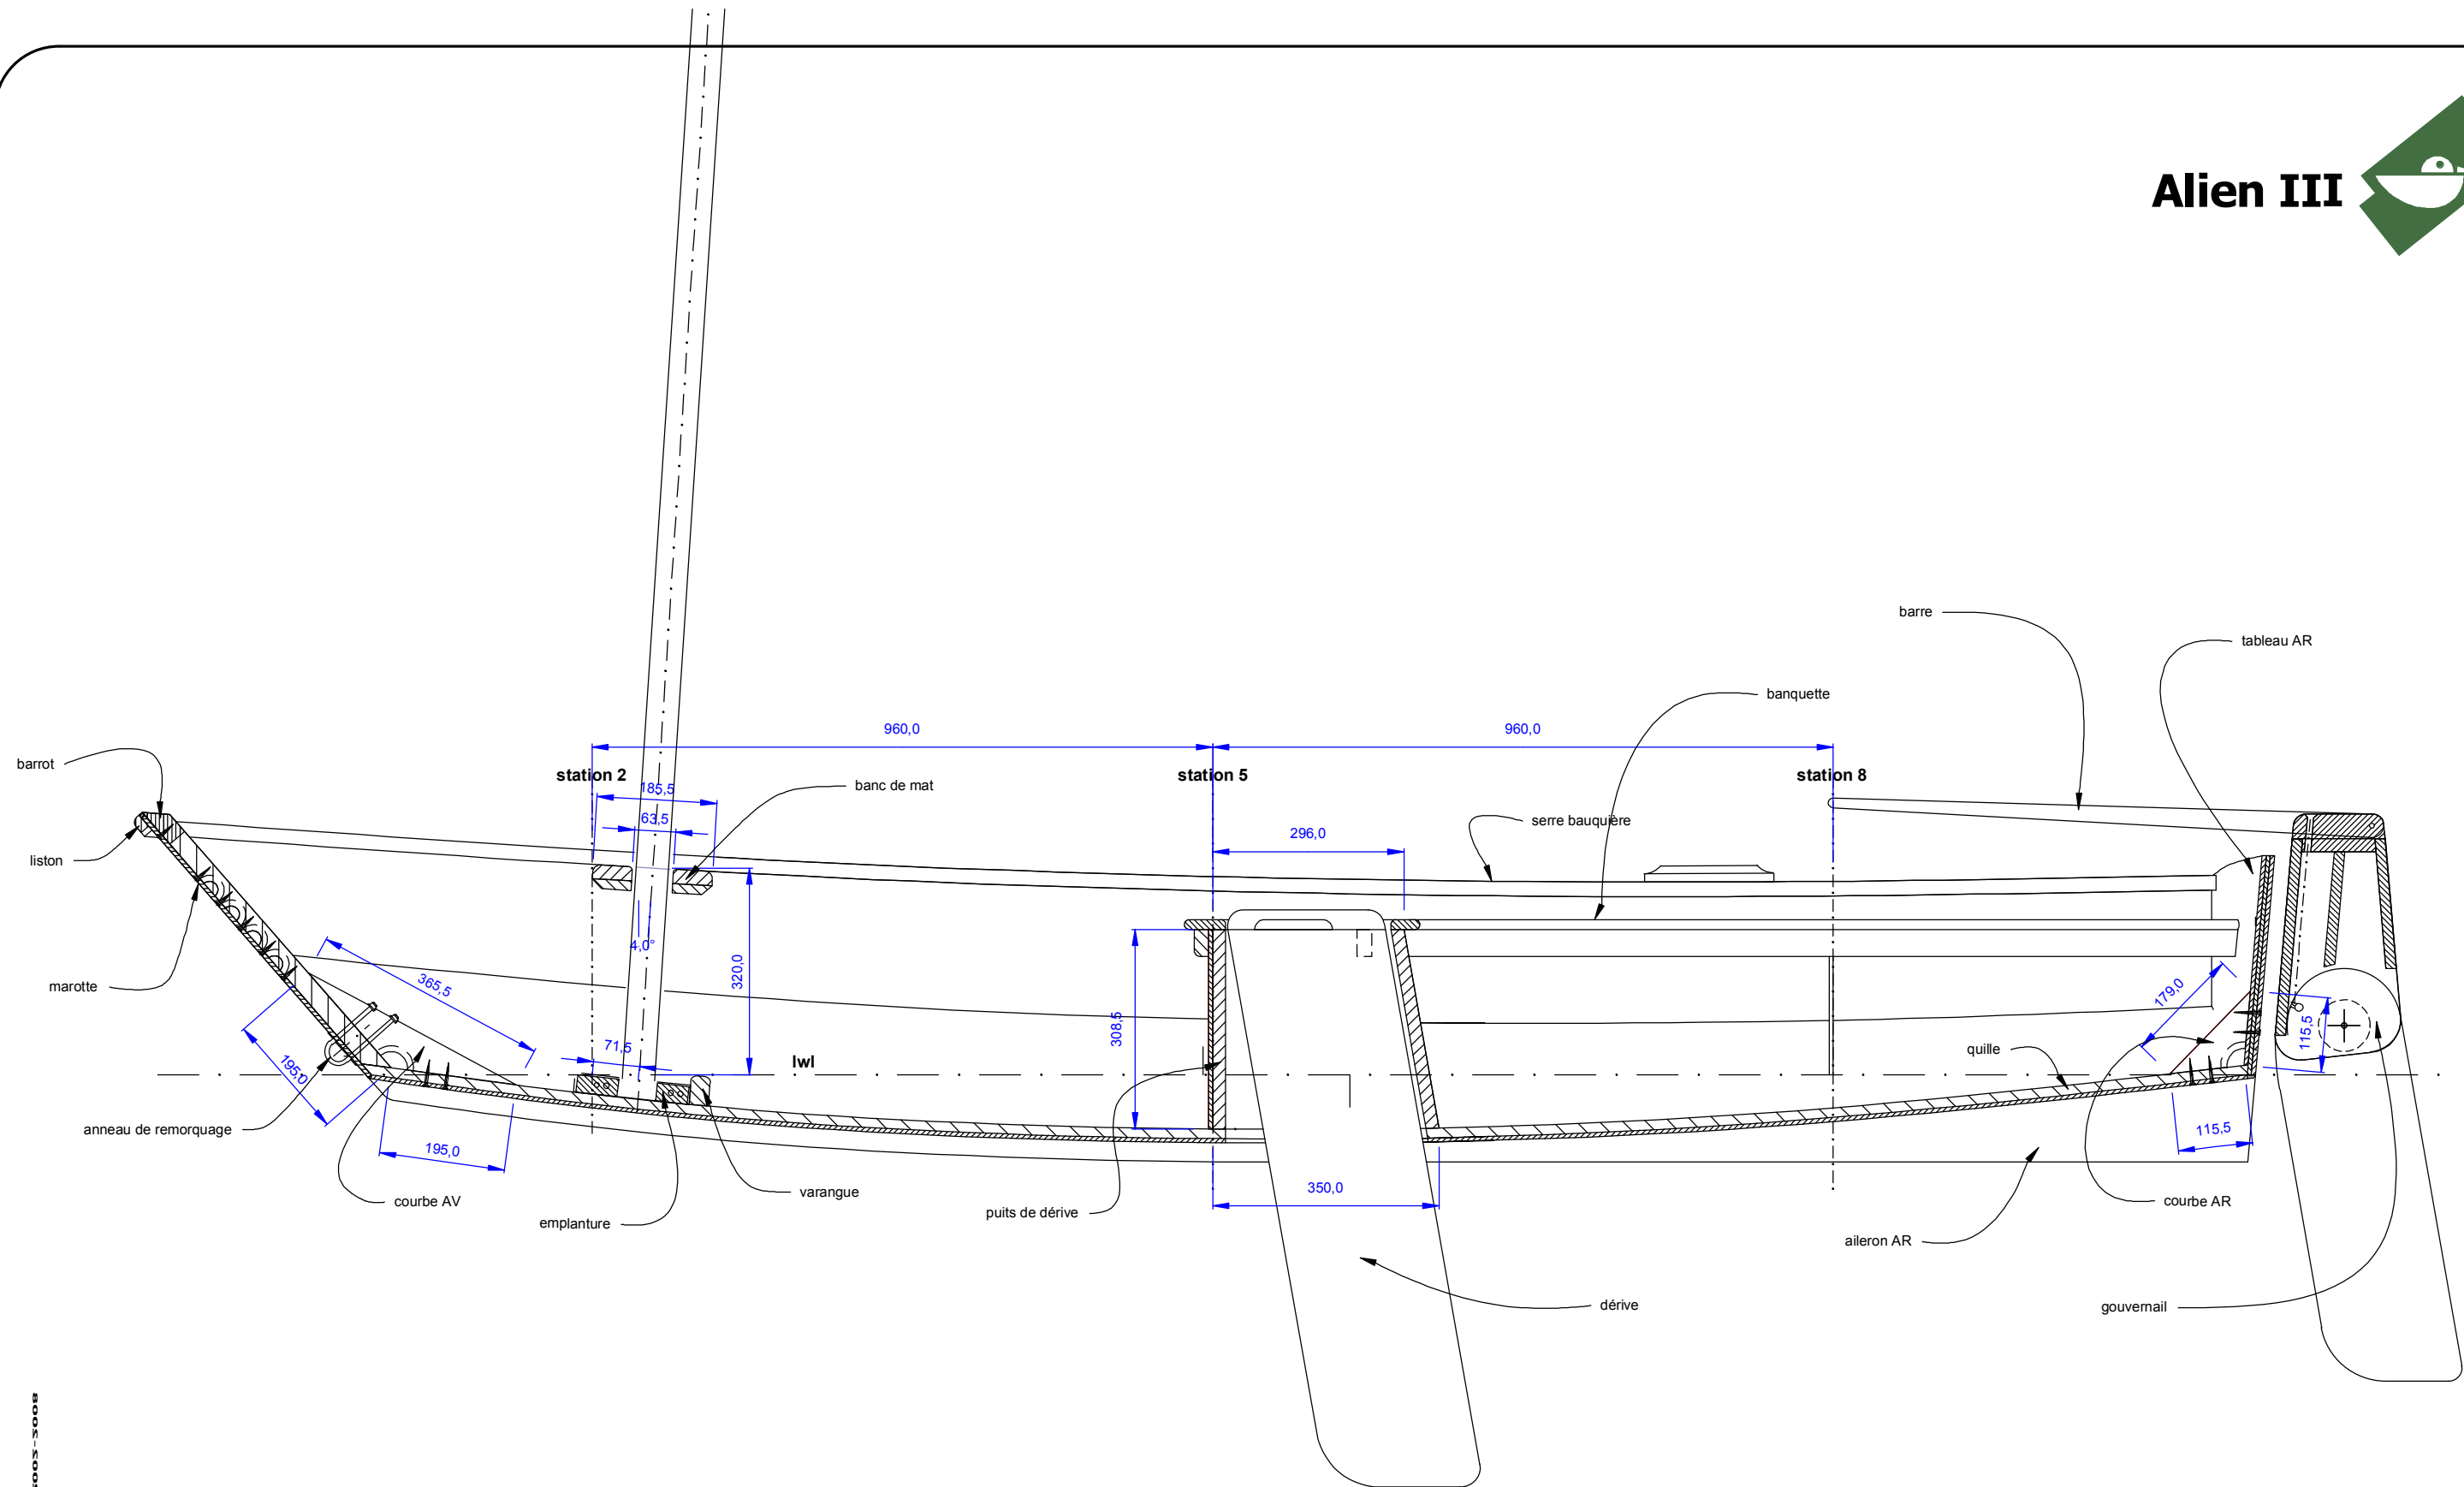 Alien III
barre
tableau AR
banquette
960,0
960,0
barrot
station 2
station 5
station 8
banc de mat
185,5
63,5
serre bauquière
296,0
liston
4,0°
320,0
marotte
365,5
179,0
308,5
115,5
71,5
lwl
quille
195,0
anneau de remorquage
195,0
115,5
varangue
350,0
courbe AV
courbe AR
puits de dérive
emplanture
aileron AR
dérive
gouvernail